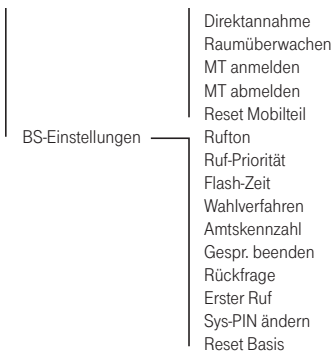 Direktannahme
Raumüberwachen
MT anmelden
MT abmelden
Reset Mobilteil
BS-Einstellungen Rufton
Ruf-Priorität
Flash-Zeit
Wahlverfahren
Amtskennzahl
Gespr. beenden
Rückfrage
Erster Ruf
Sys-PIN ändern
Reset Basis